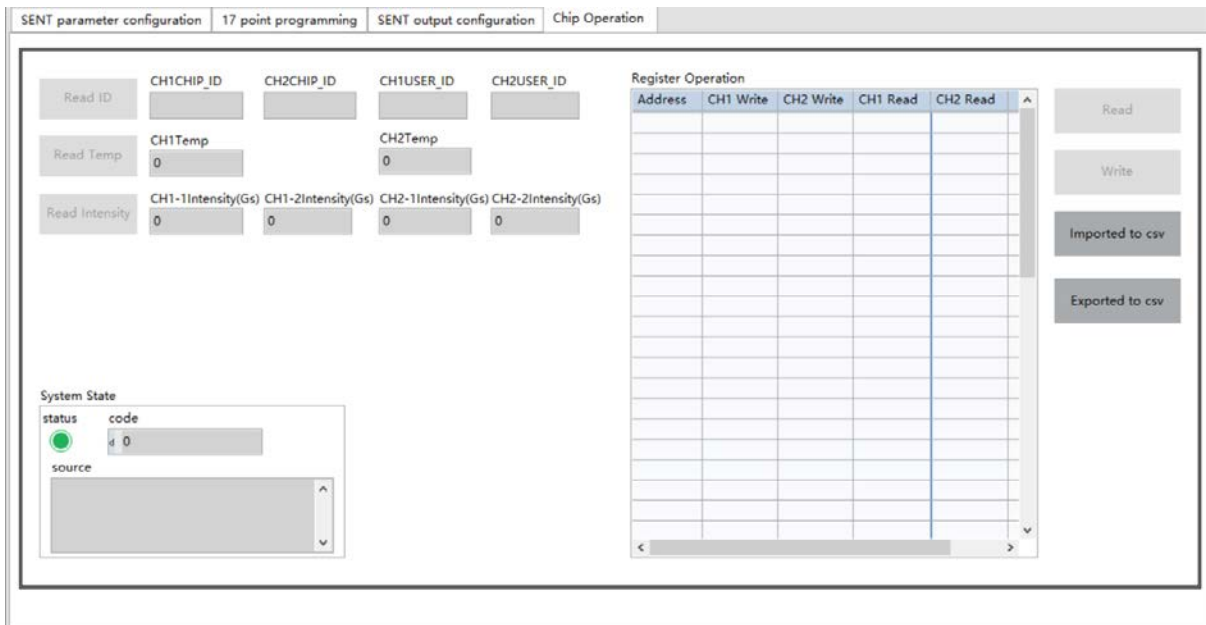 SENT parameter configuration 17 point programming SENT output configuration Chip Operation
CH1CHIP_ID CH2CHIP_ID CH1USER_ID CH2USER_ID
Read ID
CH1Temp CH2Temp
Read Temp
0 0
CH1-1Intensity(Gs) CH1-2Intensity(Gs) CH2-1Intensity(Gs) CH2-2Intensity(Gs)
Read Intensity
0 0 0 0
System State
status code
d 0
source
Register Operation
Address CH1 Write CH2 Write CH1 Read CH2 Read
Read
Write
Imported to csv
Exported to csv